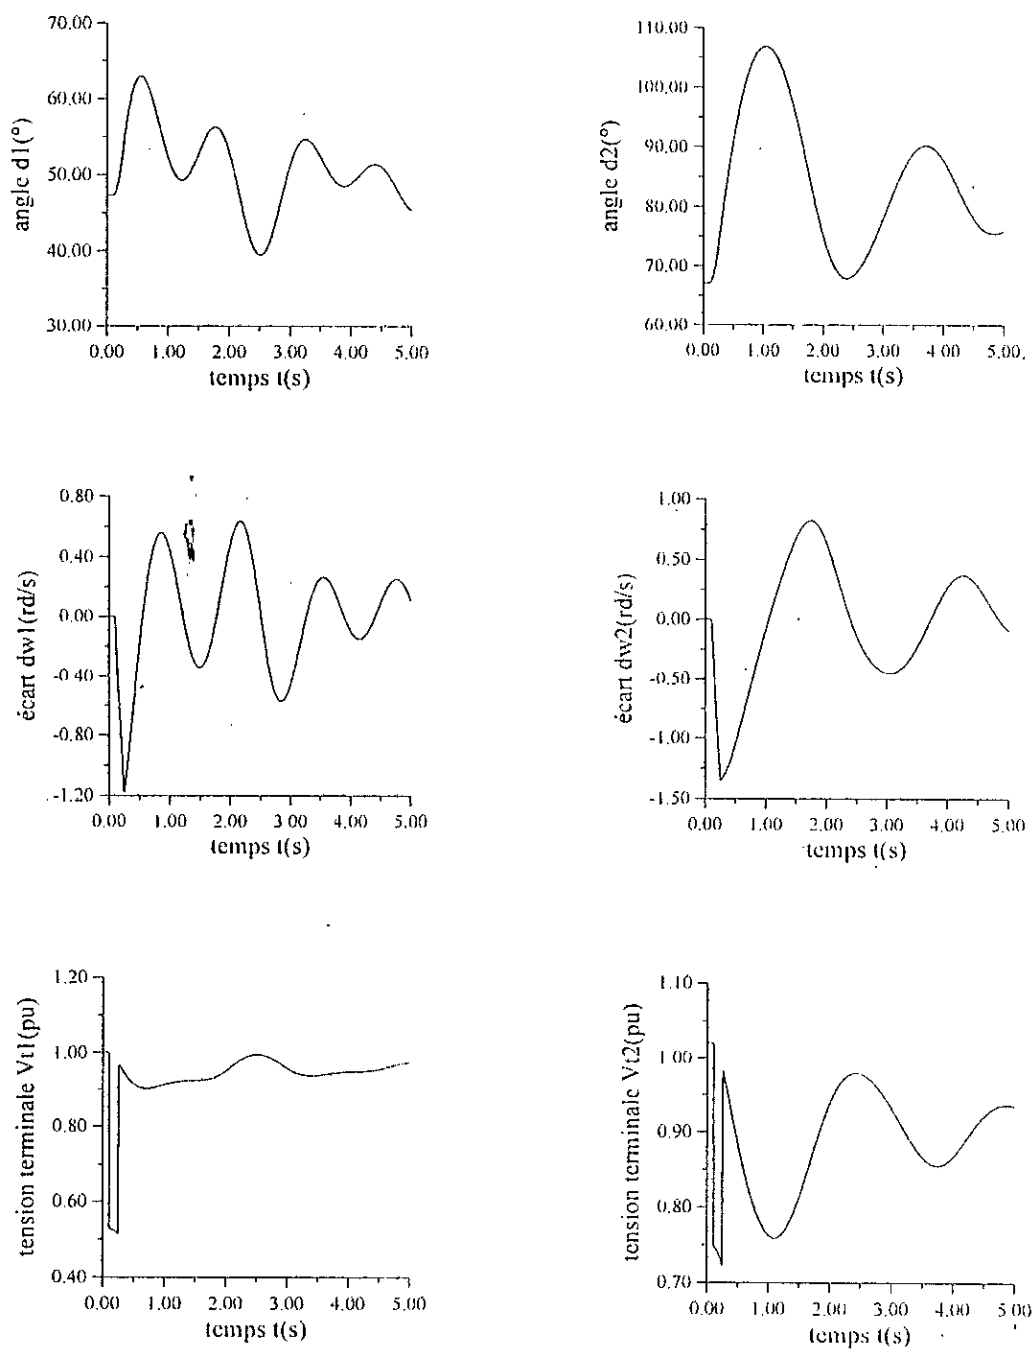 70.00
60.00
50.00
40.00
30.00
angle d1(°)
0.00 1.00 2.00 3.00 4.00 5.00
temps t(s)
110.00
100.00
90.00
80.00
70.00
60.00
angle d2(°)
0.00 1.00 2.00 3.00 4.00 5.00
temps t(s)
0.80
0.40
0.00
-0.40
-0.80
-1.20
écart dw1(rd/s)
0.00 1.00 2.00 3.00 4.00 5.00
temps t(s)
1.00
0.50
0.00
-0.50
-1.00
-1.50
écart dw2(rd/s)
0.00 1.00 2.00 3.00 4.00 5.00
temps t(s)
1.20
1.00
0.80
0.60
0.40
tension terminale Vt1(pu)
0.00 1.00 2.00 3.00 4.00 5.00
temps t(s)
1.10
1.00
0.90
0.80
0.70
tension terminale Vt2(pu)
0.00 1.00 2.00 3.00 4.00 5.00
temps t(s)